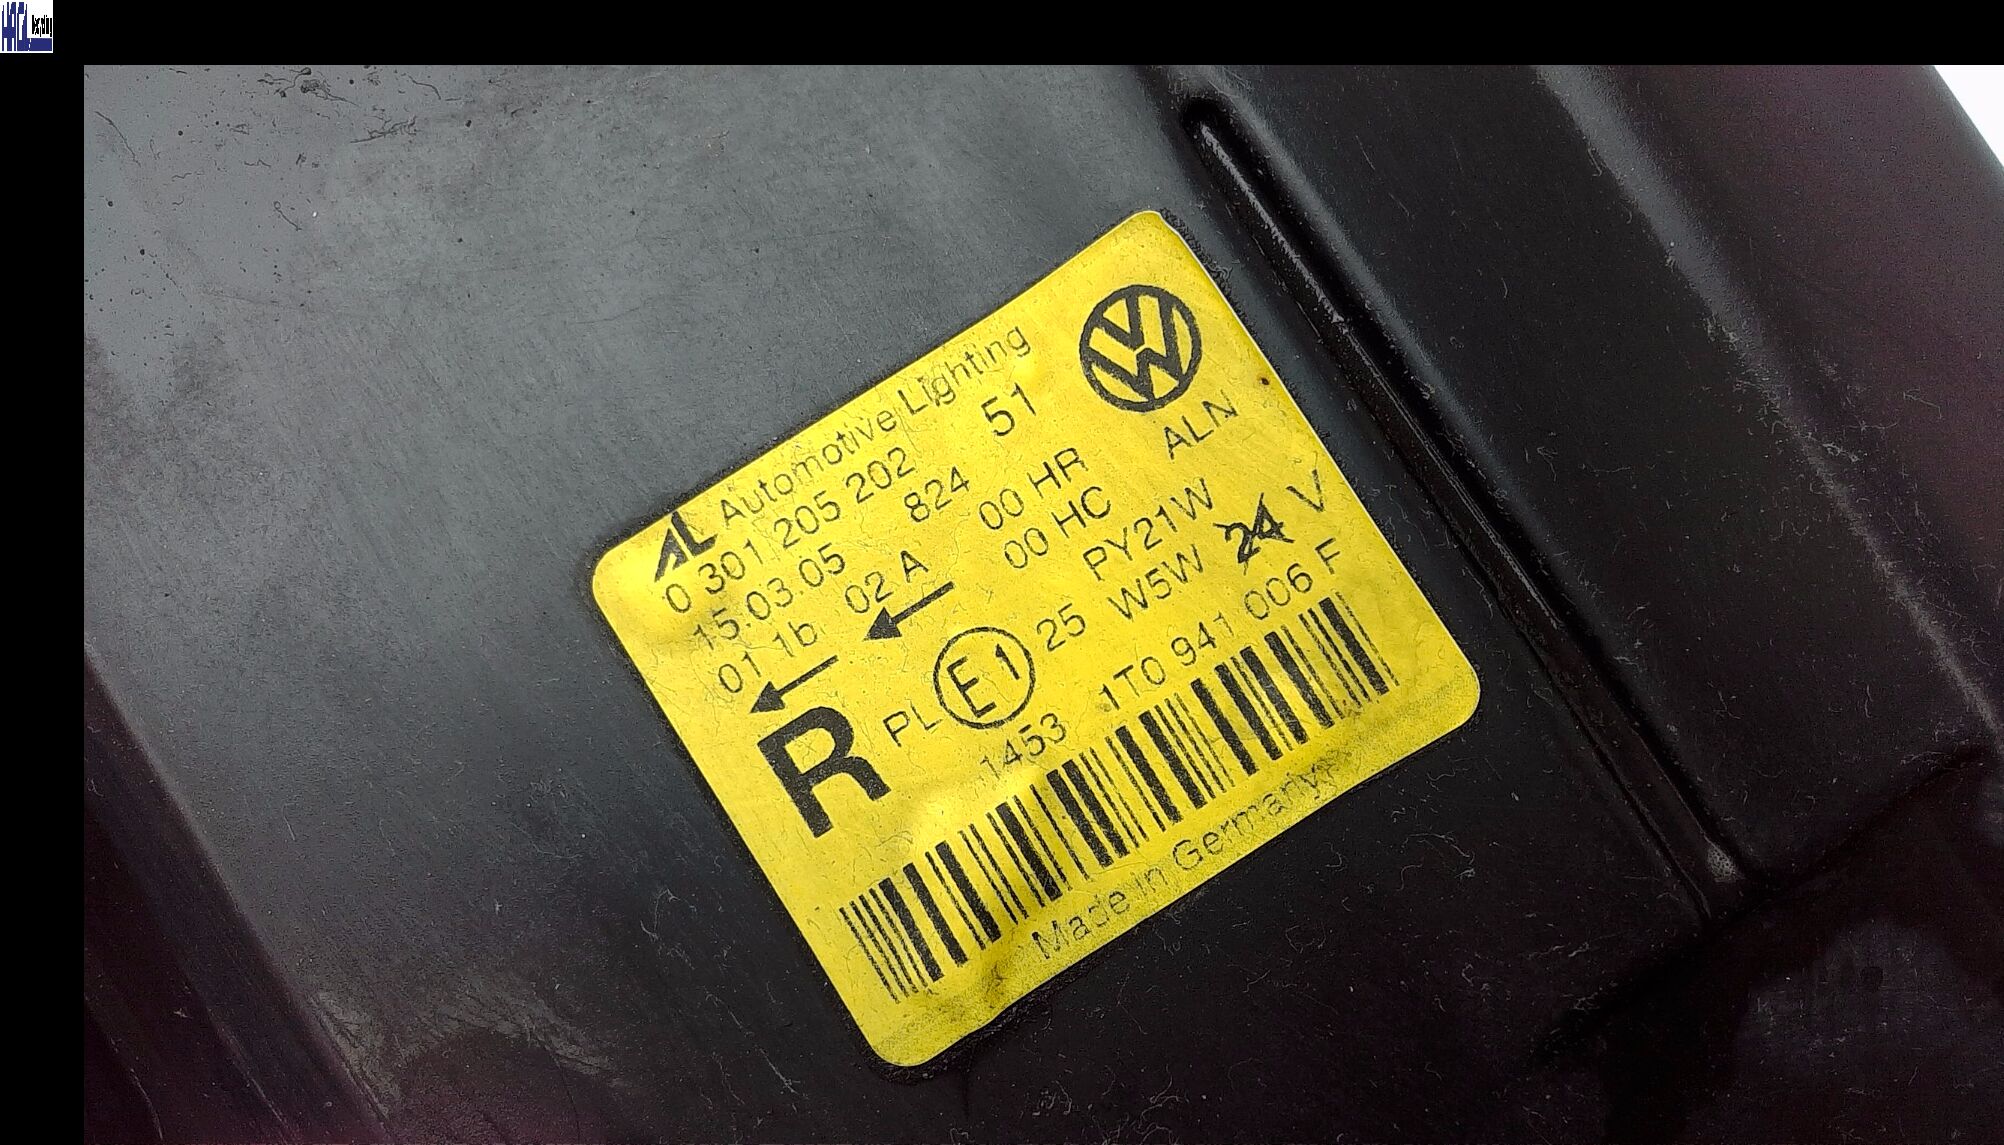 AL Automotive Lighting
0 301 205 202 51
15.03.05 824
01 1b 02 A 00 HR ALN
00 HC
PY21W
R PL E1 25 W5W 24 V
1453 1T0 941 006 F
Made in Germany